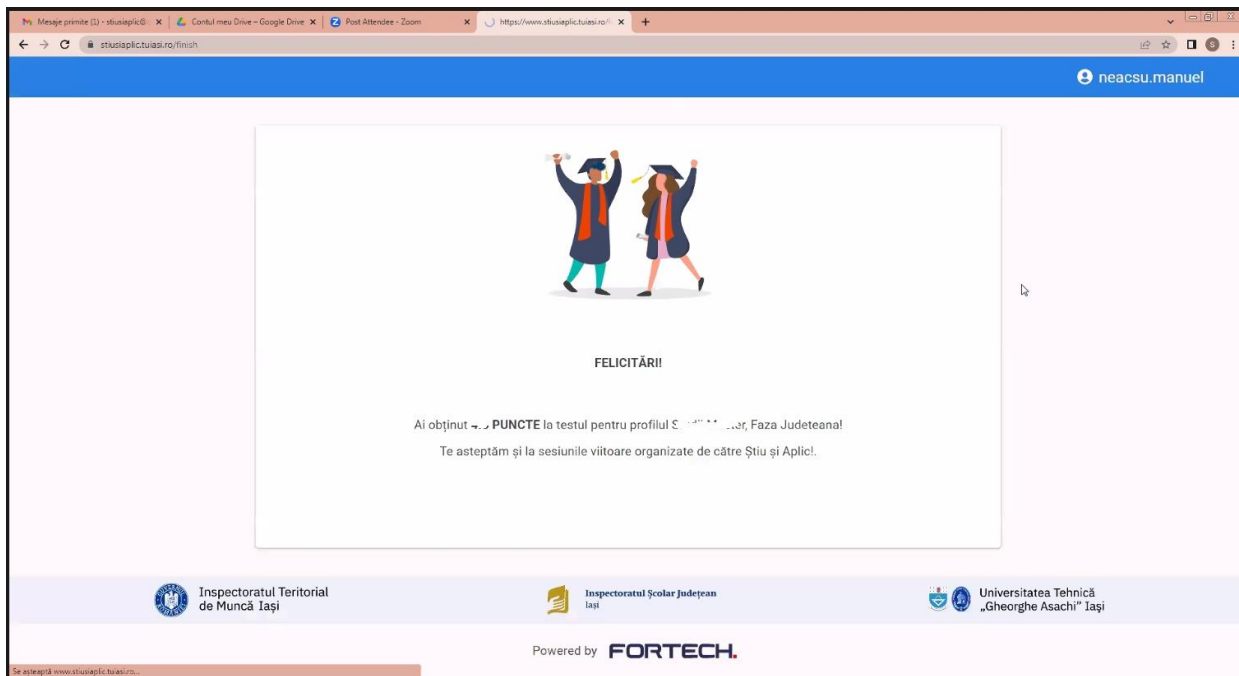 Mesaje primite (1) - stiusiaplic@
Contul meu Drive – Google Drive
Post Attendee - Zoom
https://www.stiusiaplic.tuiasi.ro/
stiusiaplic.tuiasi.ro/finish
S
neacsu.manuel
FELICITĂRI!
Ai obținut PUNCTE la testul pentru profilul Faza Judeteana!
Te asteptăm și la sesiunile viitoare organizate de către Știu și Aplic!.
Inspectoratul Teritorial
de Muncă Iași
Inspectoratul Școlar Județean
Iași
Universitatea Tehnică
„Gheorghe Asachi” Iași
Powered by FORTECH.
Se așteaptă www.stiusiaplic.tuiasi.ro...